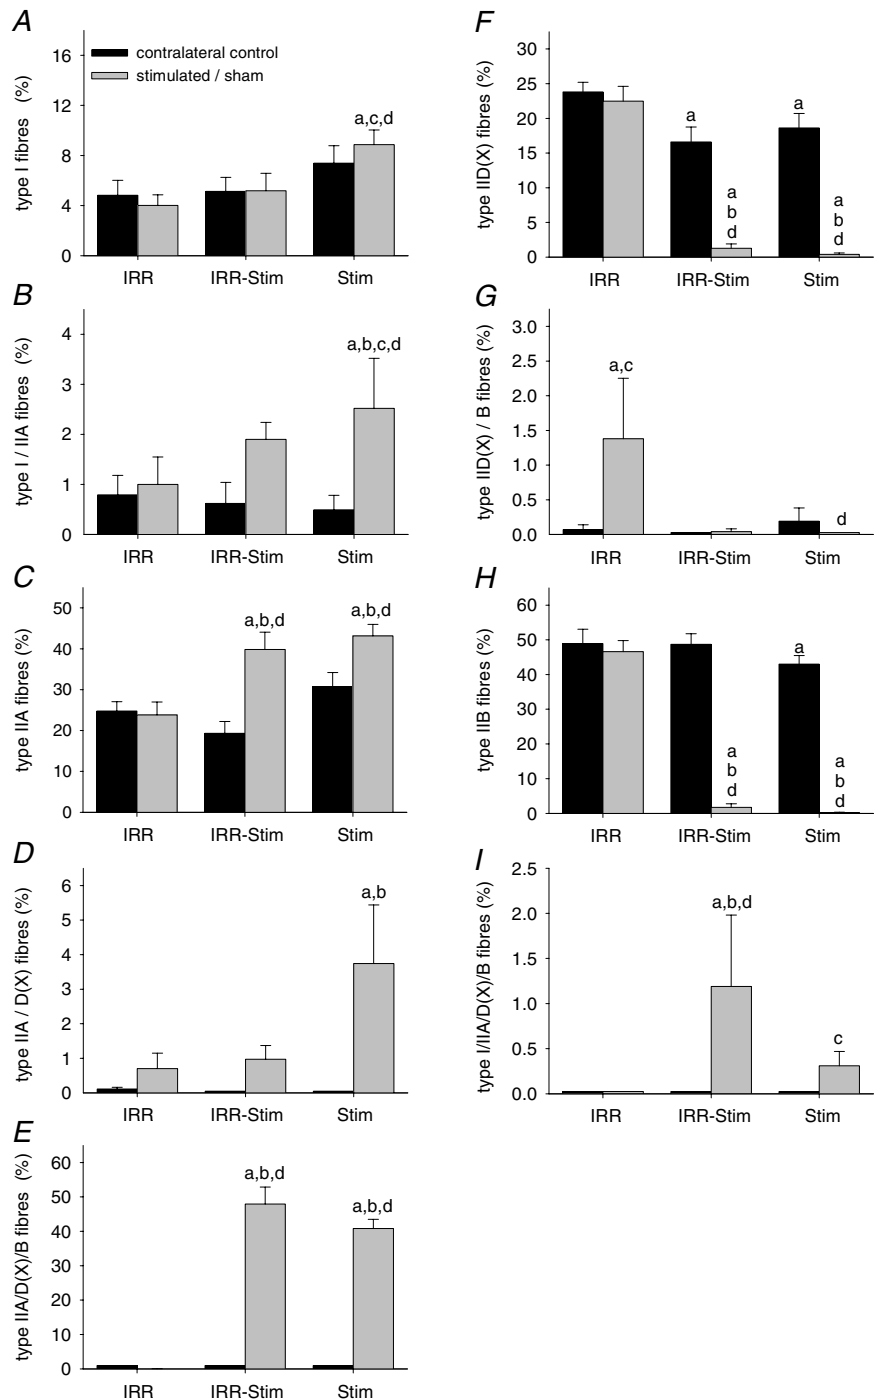 A
type I fibres (%)
16
12
8
4
0
contralateral control
stimulated / sham
a,c,d
IRR
IRR-Stim
Stim
B
type I / IIA fibres (%)
4
3
2
1
0
a,b,c,d
IRR
IRR-Stim
Stim
C
type IIA fibres (%)
50
40
30
20
10
0
a,b,d
a,b,d
IRR
IRR-Stim
Stim
D
type IIA / D(X) fibres (%)
6
5
4
3
2
1
0
a,b
IRR
IRR-Stim
Stim
E
type IIA/D(X)/B fibres (%)
60
50
40
30
20
10
0
a,b,d
a,b,d
IRR
IRR-Stim
Stim
F
type IID(X) fibres (%)
30
25
20
15
10
5
0
a
a
b
d
a
a
b
d
IRR
IRR-Stim
Stim
G
type IID(X) / B fibres (%)
3.0
2.5
2.0
1.5
1.0
0.5
0.0
a,c
d
IRR
IRR-Stim
Stim
H
type IIB fibres (%)
60
50
40
30
20
10
0
a
b
d
a
a
b
d
IRR
IRR-Stim
Stim
I
type I/IIA/D(X)/B fibres (%)
2.5
2.0
1.5
1.0
0.5
0.0
a,b,d
c
IRR
IRR-Stim
Stim